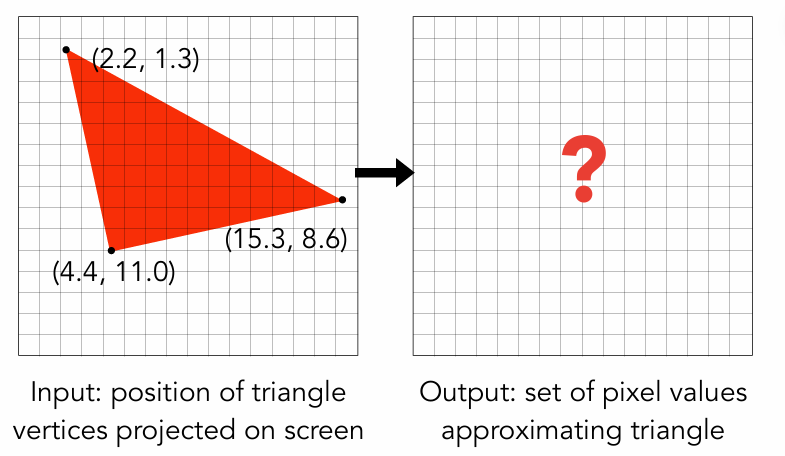 (2.2, 1.3)
?
(15.3, 8.6)
(4.4, 11.0)
Input: position of triangle
vertices projected on screen
Output: set of pixel values
approximating triangle